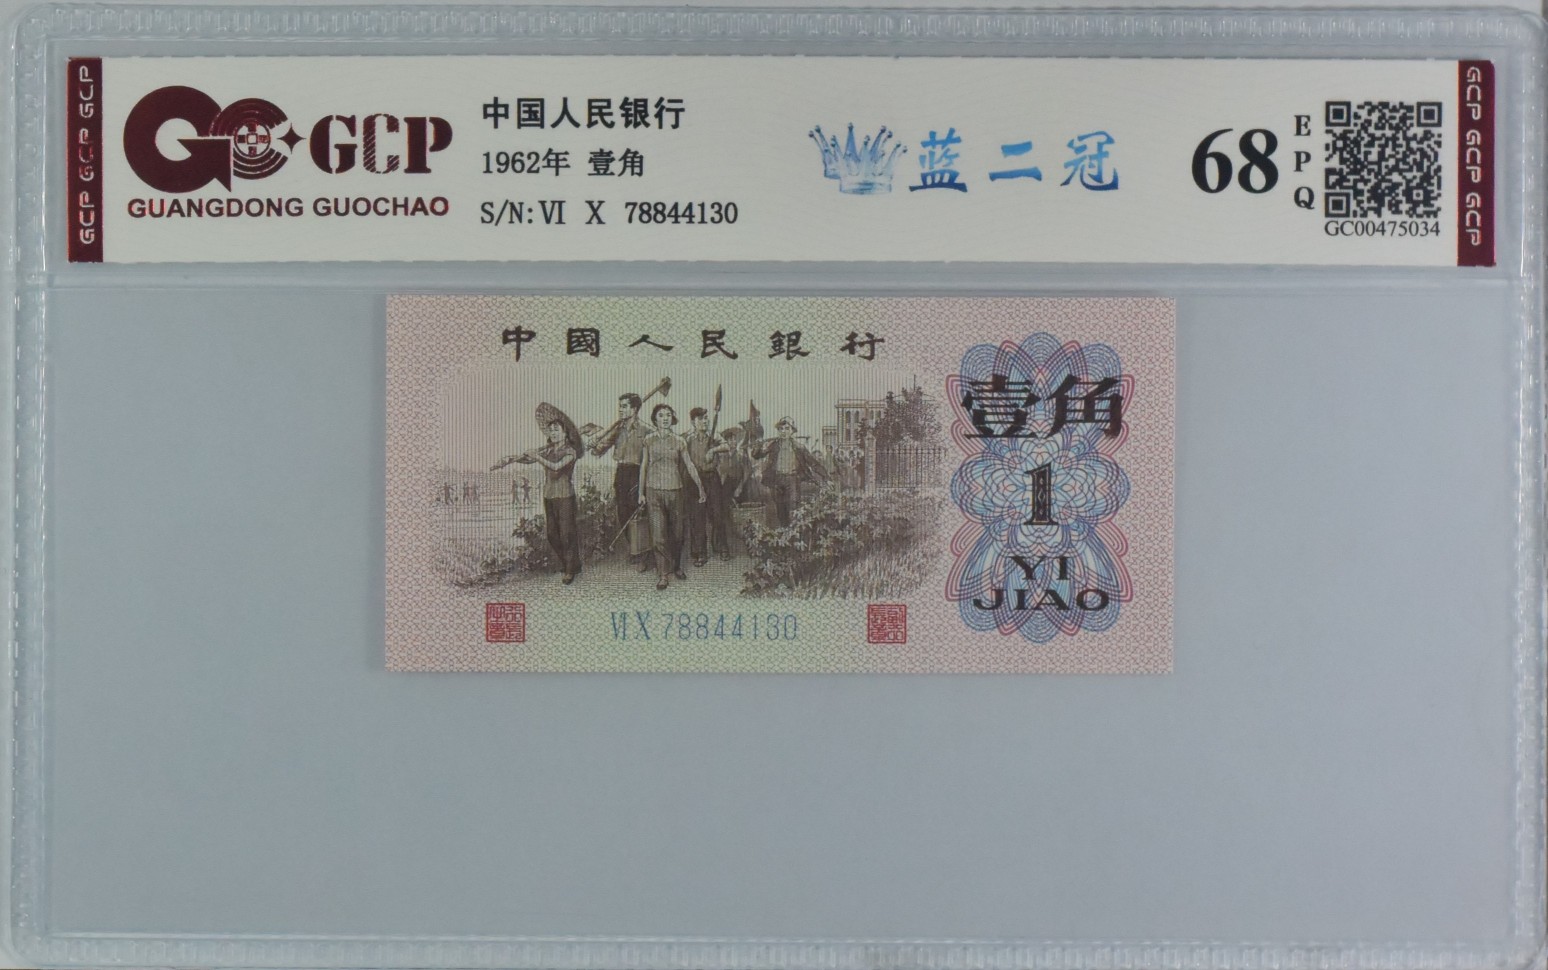 GCP GCP GCP
GCP
GUANGDONG GUOCHAO
中国人民银行
1962年 壹角
S/N: VI X 78844130
蓝二冠
68
EPQ
GC00475034
GCP GCP GCP
中國人民銀行
壹角
1
YI
JIAO
VI X 78844130